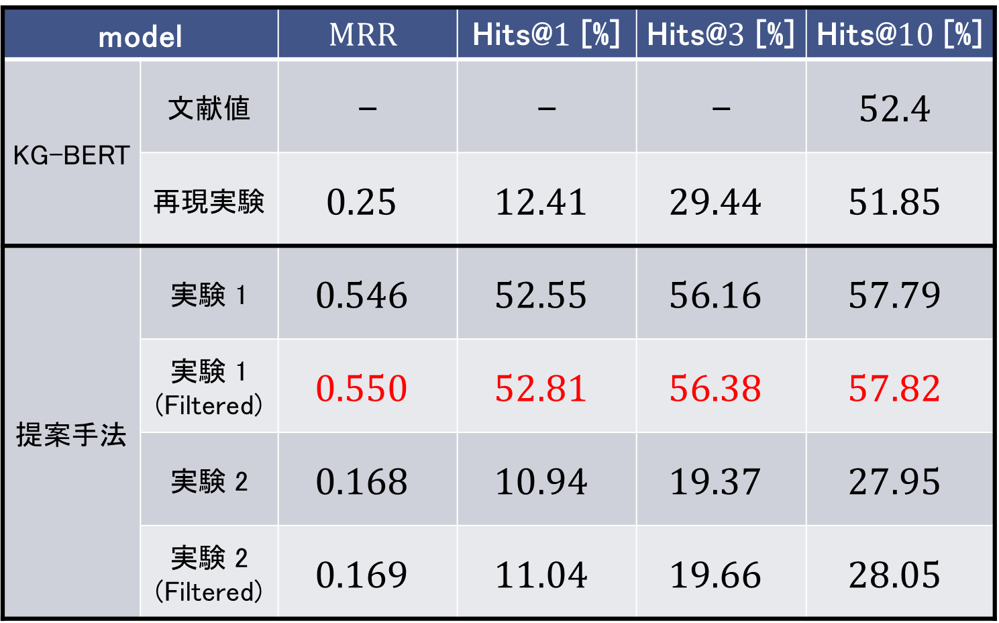 model MRR Hits@1 [%] Hits@3 [%] Hits@10 [%]
KG-BERT
文献値 – – – 52.4
再現実験 0.25 12.41 29.44 51.85
提案手法
実験 1 0.546 52.55 56.16 57.79
実験 1
(Filtered) 0.550 52.81 56.38 57.82
実験 2 0.168 10.94 19.37 27.95
実験 2
(Filtered) 0.169 11.04 19.66 28.05